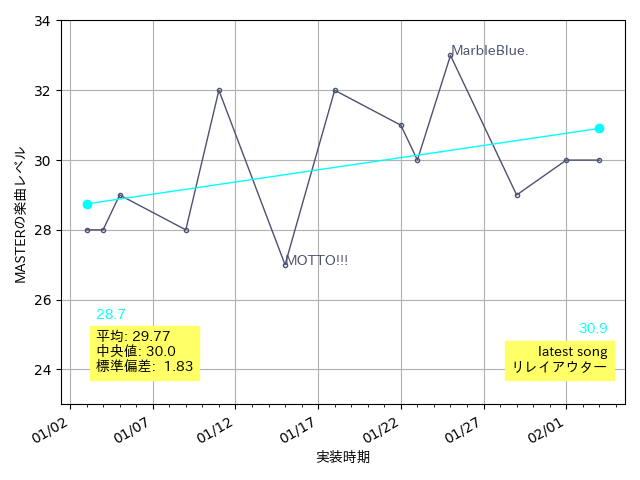 34
32
30
28
26
24
MASTERの楽曲レベル
MarbleBlue.
MOTTO!!!
28.7
平均: 29.77
中央値: 30.0
標準偏差: 1.83
30.9
latest song
リレイアウター
01/02
01/07
01/12
01/17
01/22
01/27
02/01
実装時期